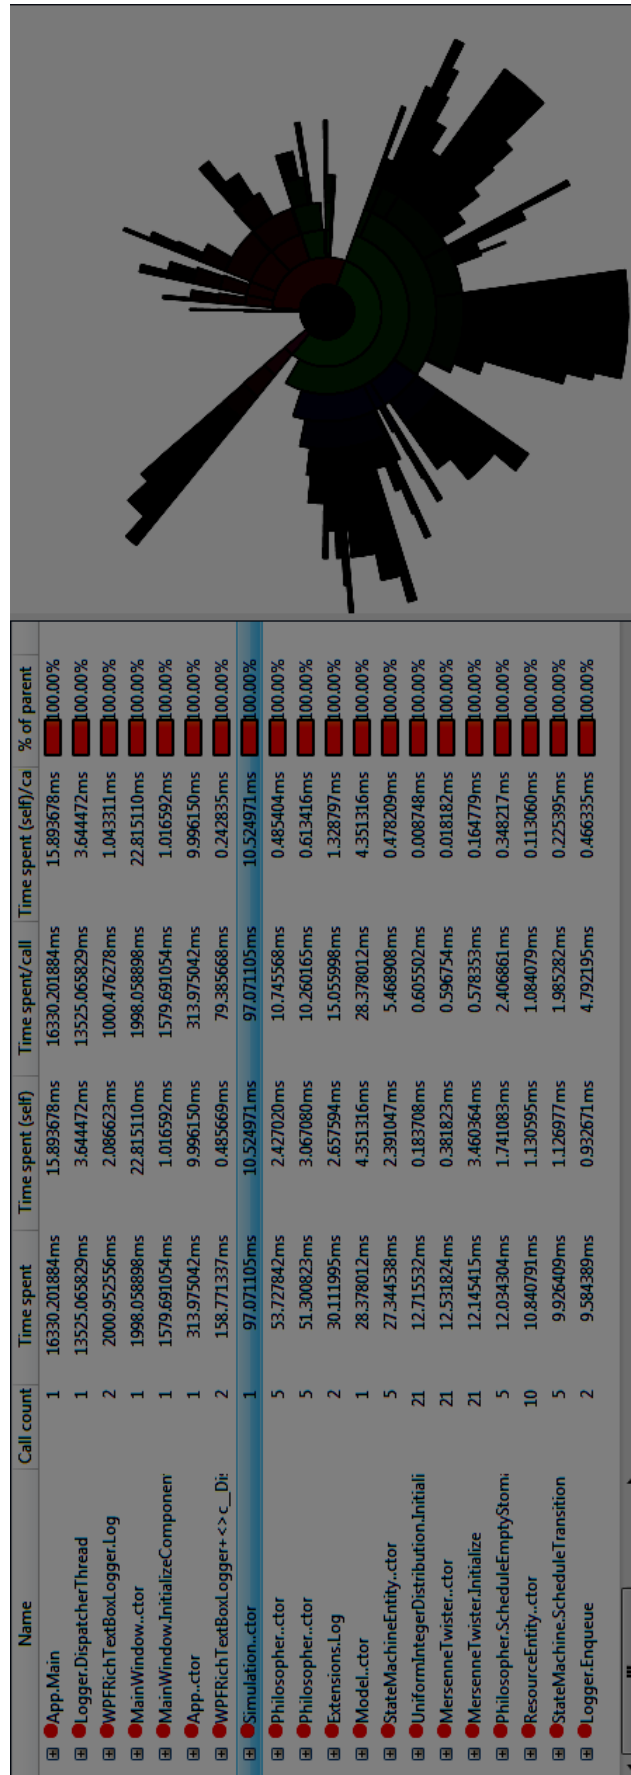 Name Call count Time spent Time spent (self) Time spent/call Time spent (self)/ca % of parent
App.Main 1 16330.201884ms 15.893678ms 16330.201884ms 15.893678ms 100.00%
Logger.DispatcherThread 1 13525.065829ms 3.644472ms 13525.065829ms 3.644472ms 100.00%
WPFRichTextBoxLogger.Log 2 2000.952556ms 2.086623ms 1000.476278ms 1.043311ms 100.00%
MainWindow..ctor 1 1998.058898ms 22.815110ms 1998.058898ms 22.815110ms 100.00%
MainWindow.InitializeComponen 1 1579.691054ms 1.016592ms 1579.691054ms 1.016592ms 100.00%
App..ctor 1 313.975042ms 9.996150ms 313.975042ms 9.996150ms 100.00%
WPFRichTextBoxLogger+<>c__Di 2 158.771337ms 0.485669ms 79.385668ms 0.242835ms 100.00%
Simulation..ctor 1 97.071105ms 10.524971ms 97.071105ms 10.524971ms 100.00%
Philosopher..ctor 5 53.727842ms 2.427020ms 10.745568ms 0.485404ms 100.00%
Philosopher..ctor 5 51.300823ms 3.067080ms 10.260165ms 0.613416ms 100.00%
Extensions.Log 2 30.111995ms 2.657594ms 15.055998ms 1.328797ms 100.00%
Model..ctor 1 28.378012ms 4.351316ms 28.378012ms 4.351316ms 100.00%
StateMachineEntity..ctor 5 27.344538ms 2.391047ms 5.468908ms 0.478209ms 100.00%
UniformIntegerDistribution.Initiali 21 12.715532ms 0.183708ms 0.605502ms 0.008748ms 100.00%
MersenneTwister..ctor 21 12.531824ms 0.381823ms 0.596754ms 0.018182ms 100.00%
MersenneTwister.Initialize 21 12.145415ms 3.460364ms 0.578353ms 0.164779ms 100.00%
Philosopher.ScheduleEmptyStom 5 12.034304ms 1.741083ms 2.406861ms 0.348217ms 100.00%
ResourceEntity..ctor 10 10.840791ms 1.130595ms 1.084079ms 0.113060ms 100.00%
StateMachine.ScheduleTransition 5 9.926409ms 1.126977ms 1.985282ms 0.225395ms 100.00%
Logger.Enqueue 2 9.584389ms 0.932671ms 4.792195ms 0.466335ms 100.00%